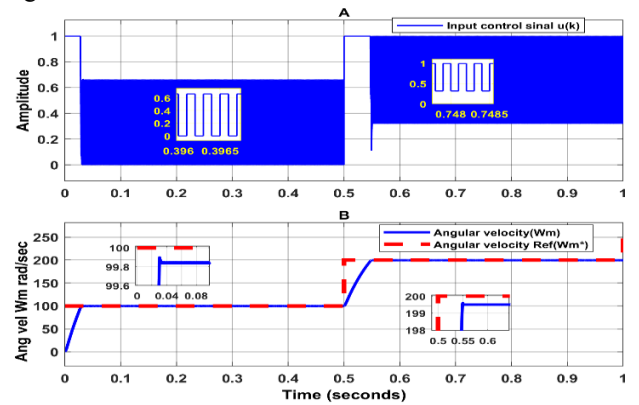 A
Input control sinal u(k)
Amplitude
1
0.8
0.6
0.4
0.2
0
0.6
0.4
0.2
0
0.396 0.3965
1
0.5
0
0.748 0.7485
0 0.1 0.2 0.3 0.4 0.5 0.6 0.7 0.8 0.9 1
B
Angular velocity(Wm)
Angular velocity Ref(Wm*)
Ang vel Wm rad/sec
250
200
150
100
50
0
100
99.8
99.6
0 0.04 0.08
200
199
198
0.5 0.55 0.6
0 0.1 0.2 0.3 0.4 0.5 0.6 0.7 0.8 0.9 1
Time (seconds)